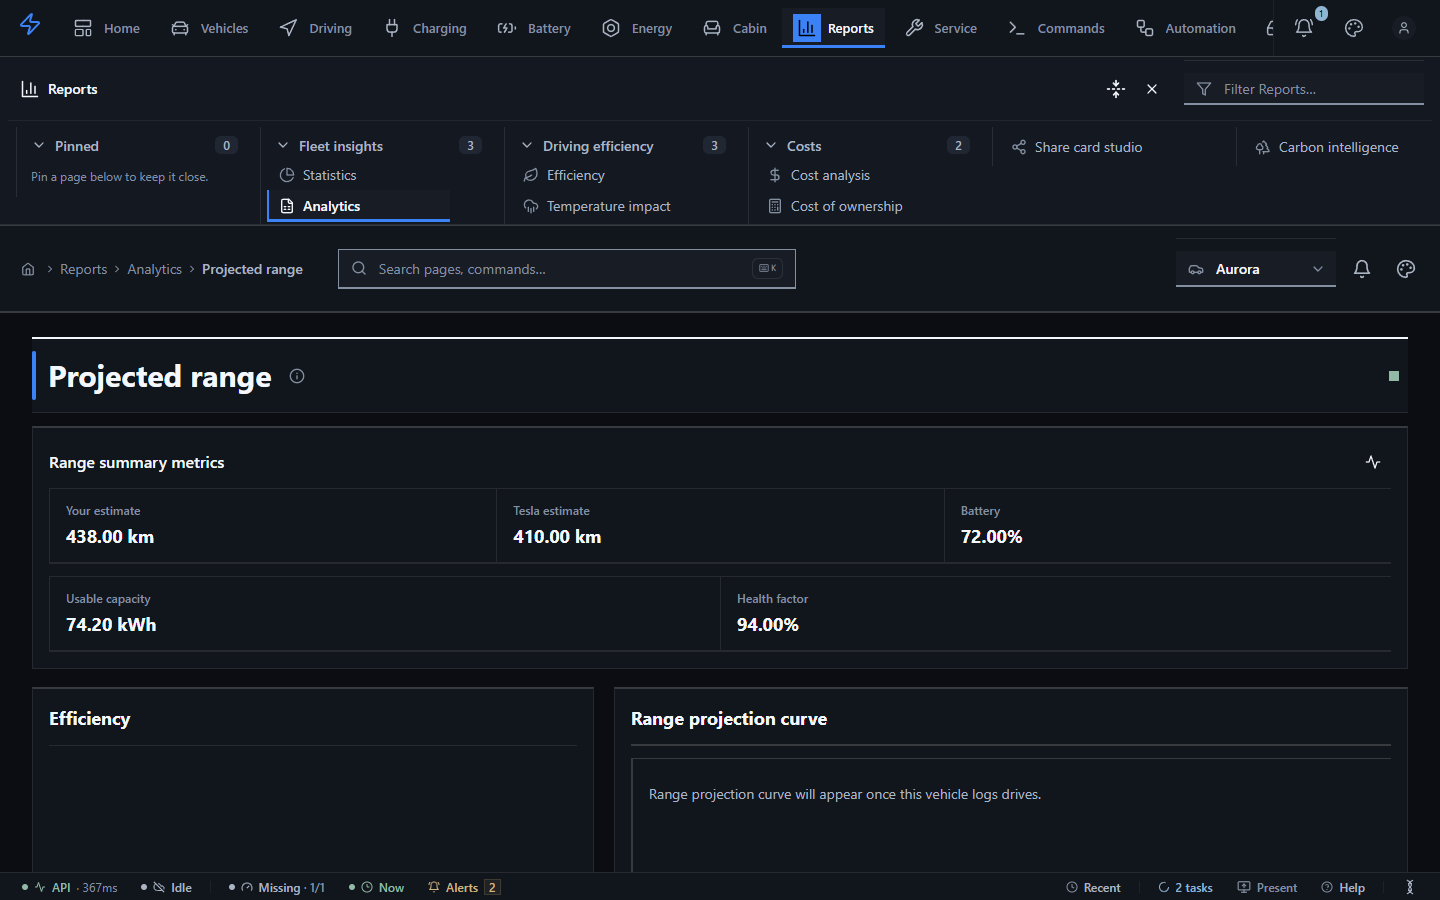 Home Vehicles Driving Charging Battery Energy Cabin Reports Service Commands Automation 1
Reports
Filter Reports...
Pinned 0
Pin a page below to keep it close.
Fleet insights 3
Statistics
Analytics
Driving efficiency 3
Efficiency
Temperature impact
Costs 2
Cost analysis
Cost of ownership
Share card studio
Carbon intelligence
Reports Analytics Projected range
Search pages, commands... K
Aurora
Projected range
Range summary metrics
Your estimate
438.00 km
Tesla estimate
410.00 km
Battery
72.00%
Usable capacity
74.20 kWh
Health factor
94.00%
Efficiency
Range projection curve
Range projection curve will appear once this vehicle logs drives.
API · 367ms Idle Missing · 1/1 Now Alerts 2 Recent 2 tasks Present Help